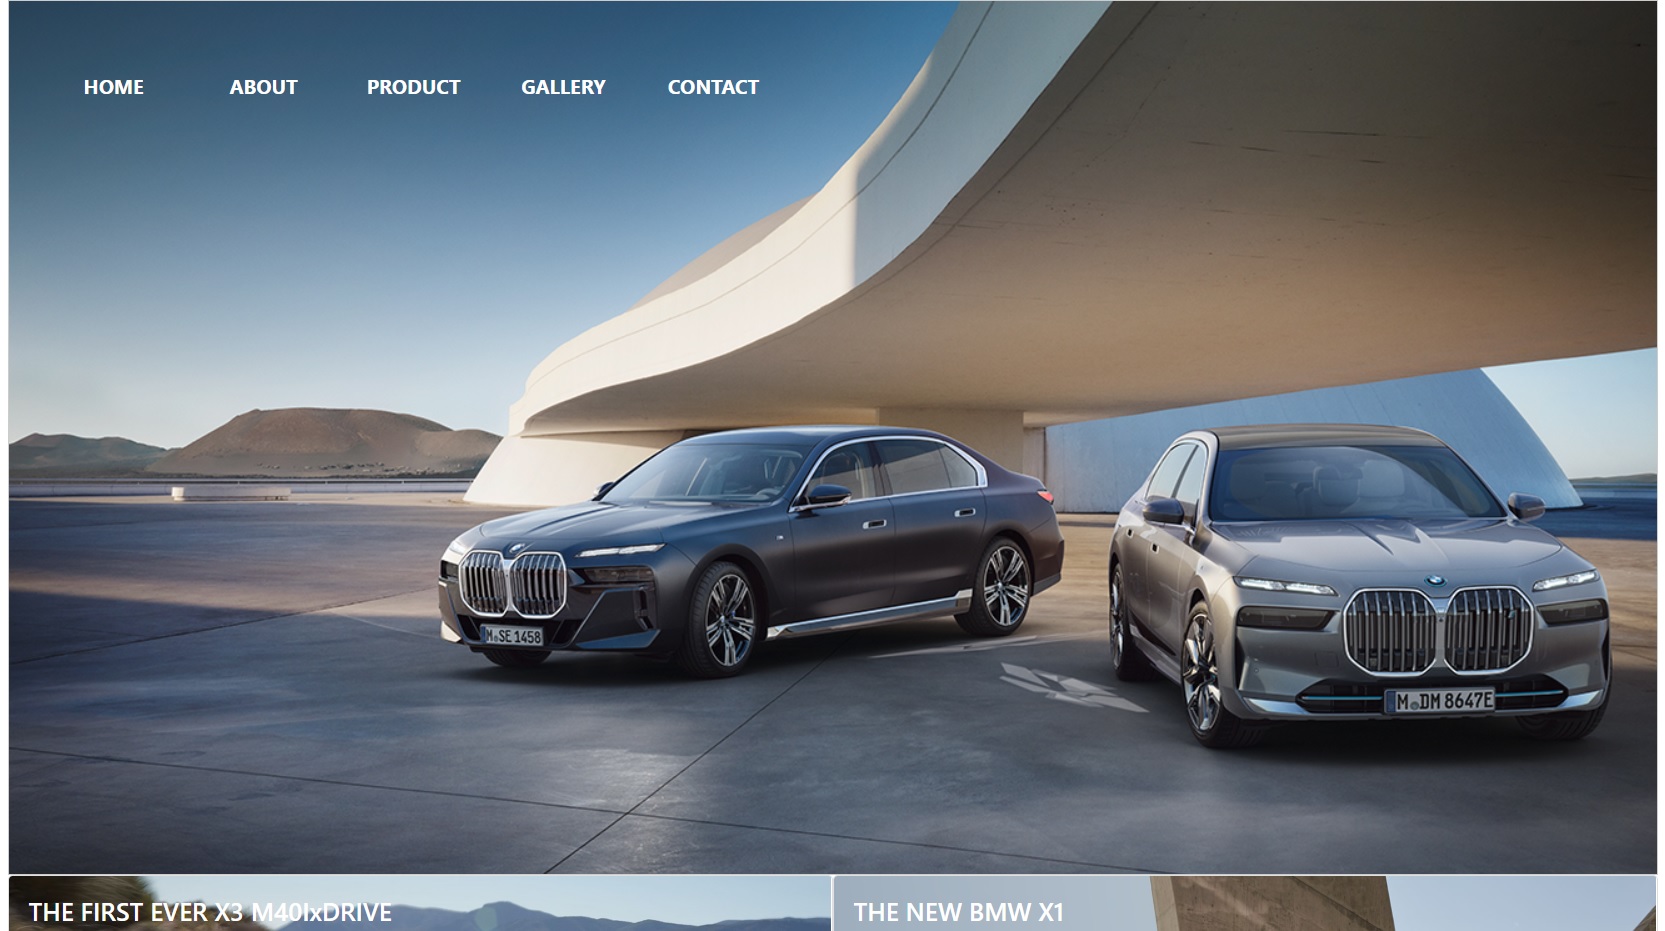 HOME ABOUT PRODUCT GALLERY CONTACT
M SE 1458
M DM 8647E
THE FIRST EVER X3 M40IxDRIVE
THE NEW BMW X1